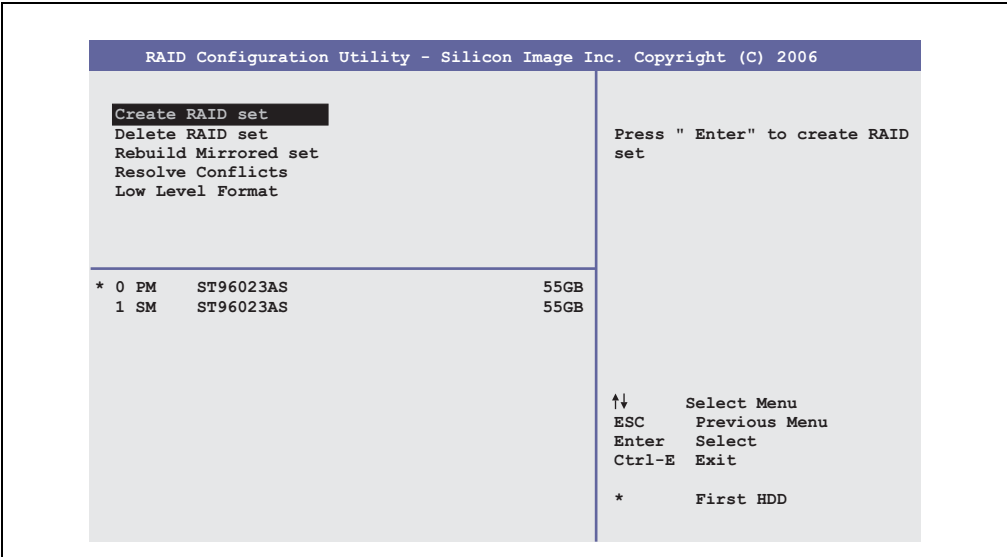 RAID Configuration Utility - Silicon Image Inc. Copyright (C) 2006
Create RAID set
Delete RAID set
Rebuild Mirrored set
Resolve Conflicts
Low Level Format
Press " Enter" to create RAID
set
* 0 PM ST96023AS 55GB
1 SM ST96023AS 55GB
↑↓ Select Menu
ESC Previous Menu
Enter Select
Ctrl-E Exit
* First HDD